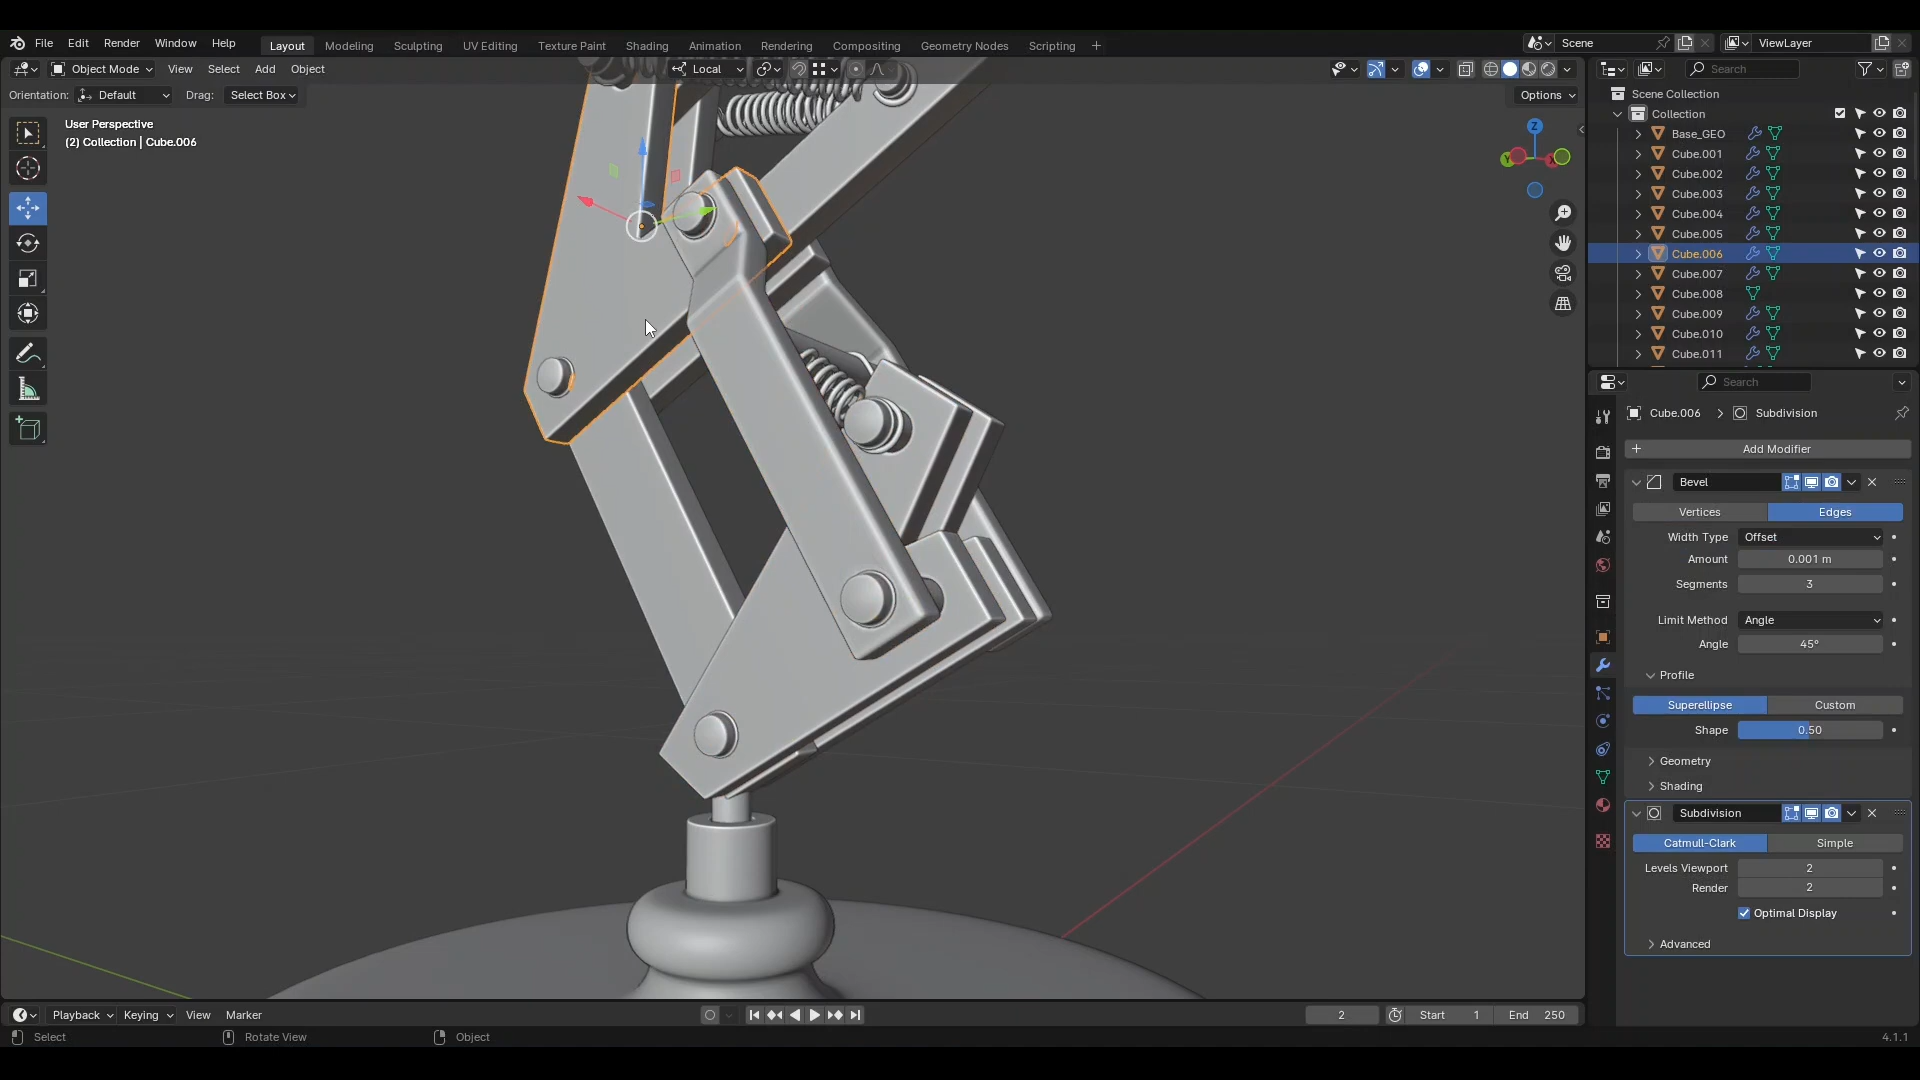 File Edit Render Window Help Layout Modeling Sculpting UV Editing Texture Paint Shading Animation Rendering Compositing Geometry Nodes Scripting + Scene ViewLayer
Object Mode View Select Add Object Local Search
Orientation: Default Drag: Select Box Options
User Perspective
(2) Collection | Cube.006
Z
Y
X
Scene Collection
Collection
Base_GEO
Cube.001
Cube.002
Cube.003
Cube.004
Cube.005
Cube.006
Cube.007
Cube.008
Cube.009
Cube.010
Cube.011
Search
Cube.006 > Subdivision
+ Add Modifier
Bevel
Vertices Edges
Width Type Offset
Amount 0.001 m
Segments 3
Limit Method Angle
Angle 45°
Profile
Superellipse Custom
Shape 0.50
Geometry
Shading
Subdivision
Catmull-Clark Simple
Levels Viewport 2
Render 2
Optimal Display
Advanced
Playback Keying View Marker 2 Start 1 End 250
Select Rotate View Object 4.1.1